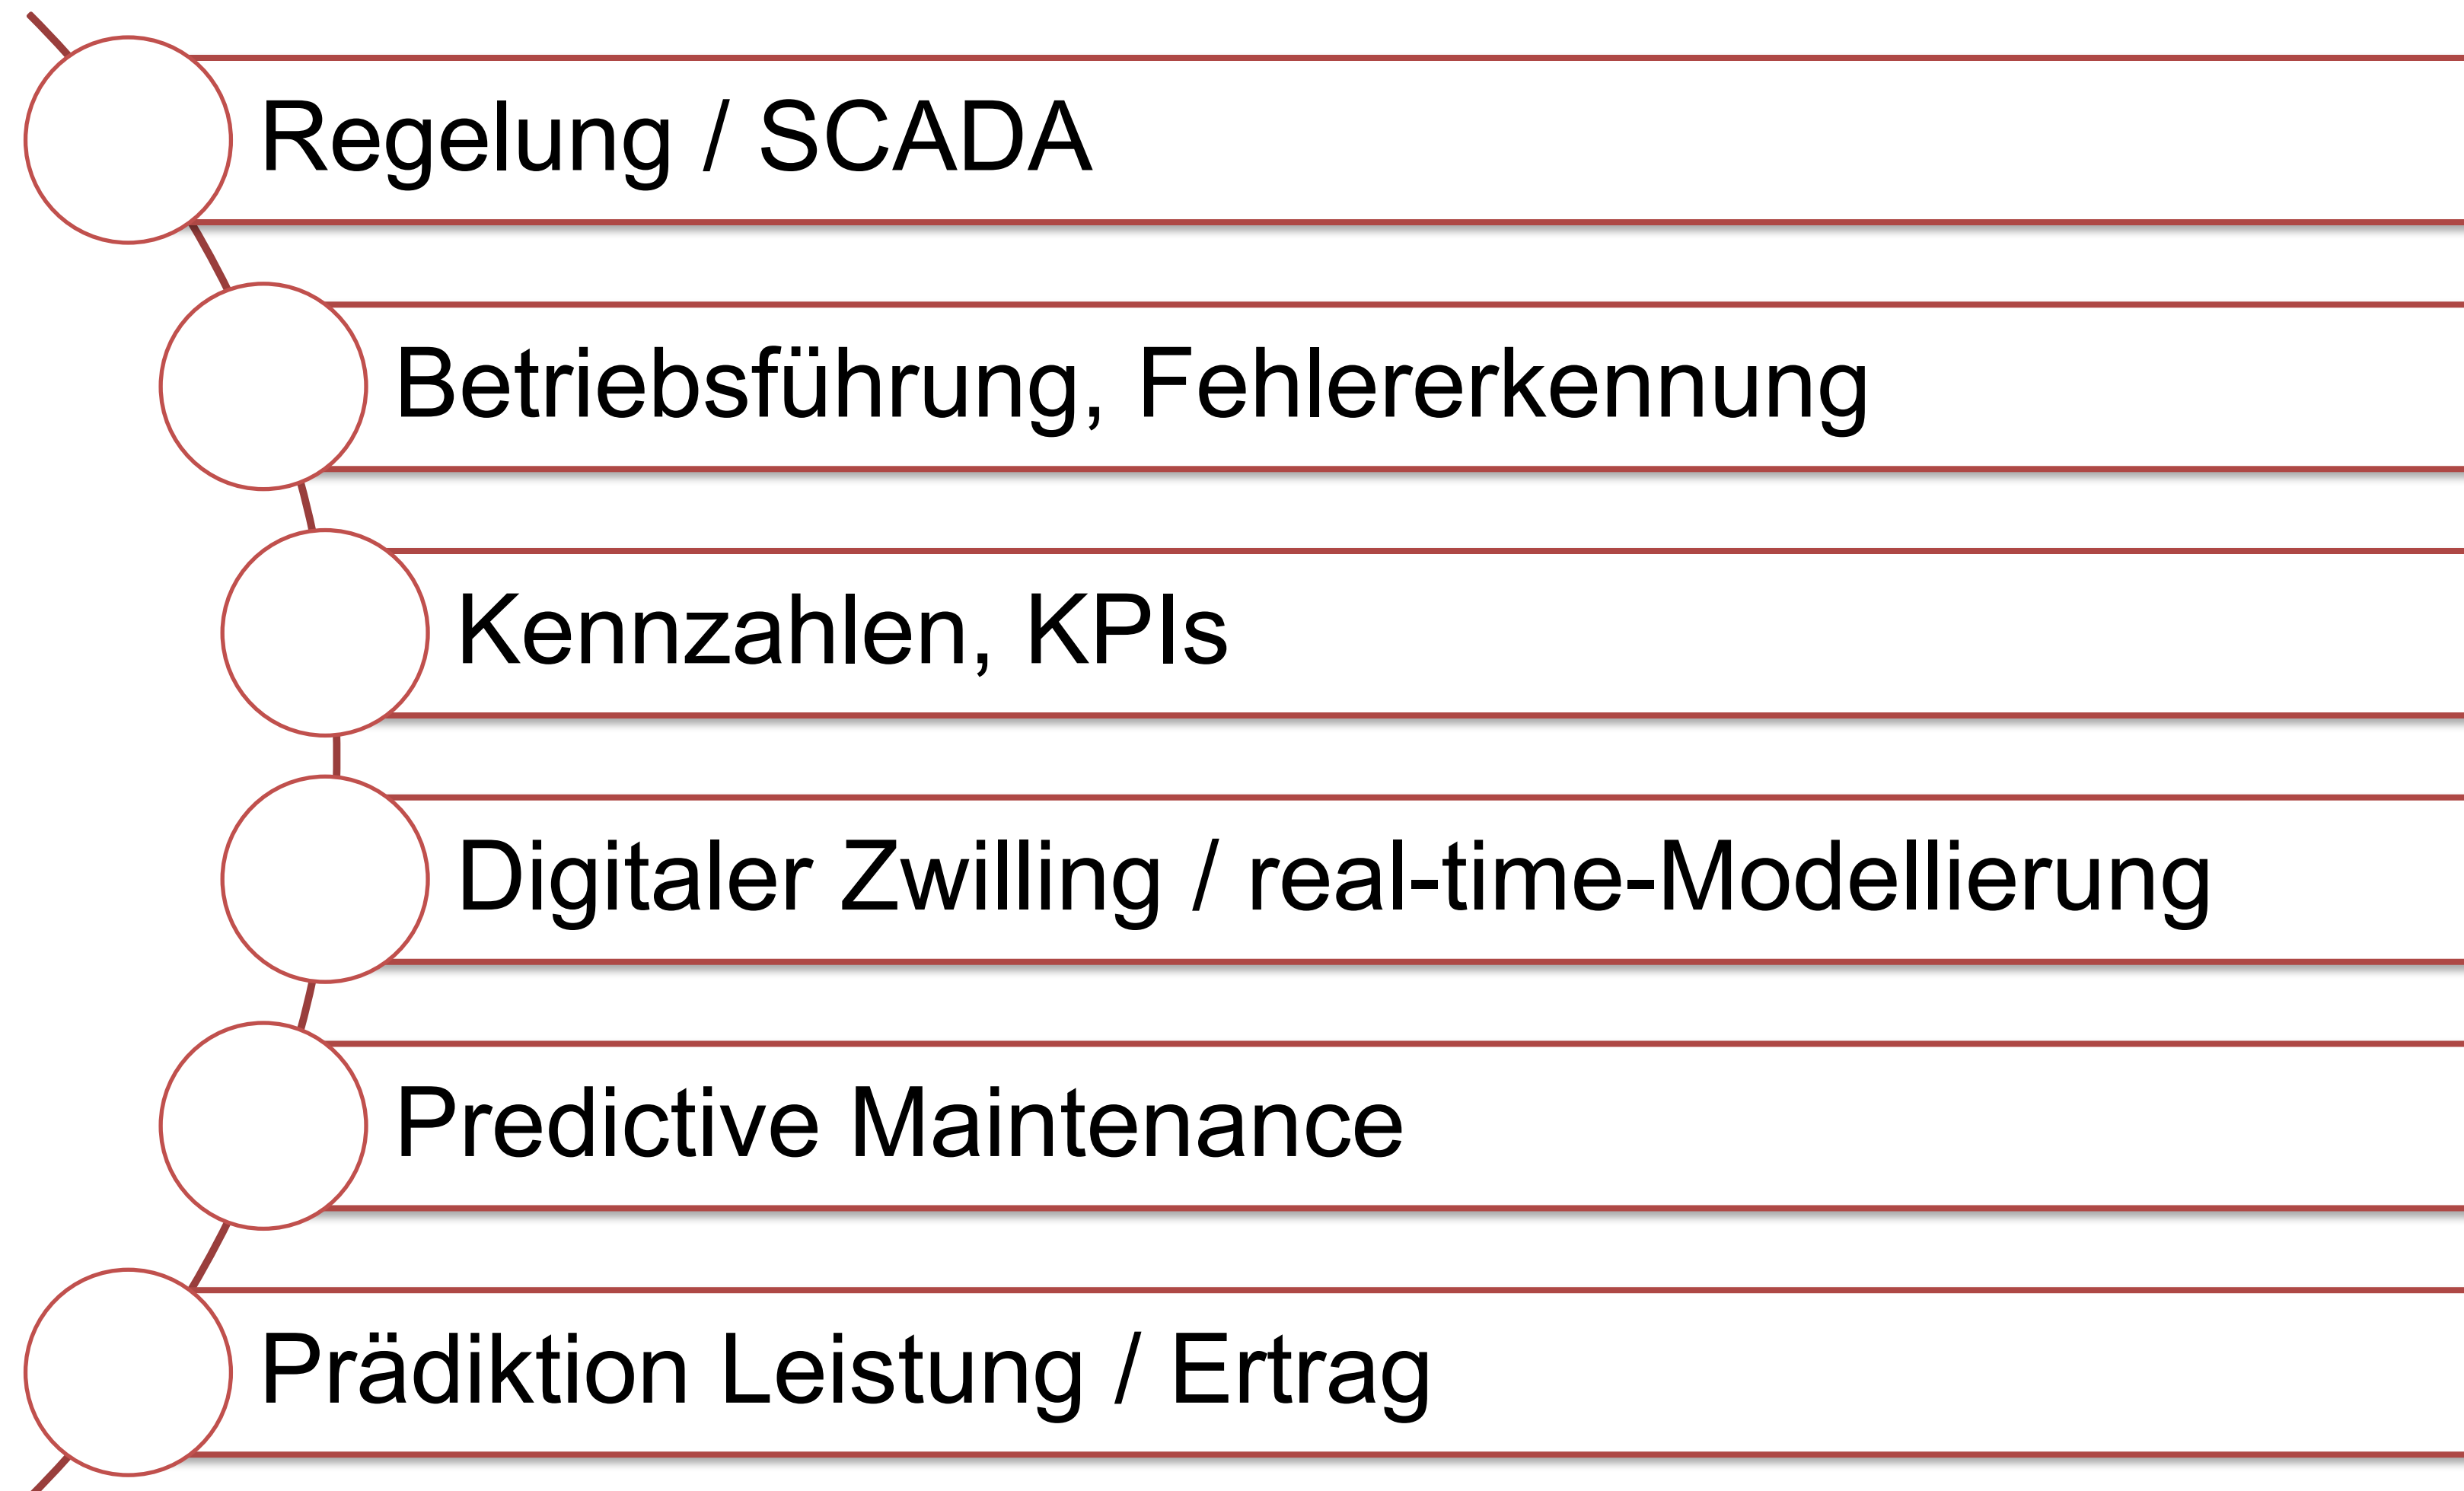 Regelung / SCADA
Betriebsführung, Fehlererkennung
Kennzahlen, KPIs
Digitaler Zwilling / real-time-Modellierung
Predictive Maintenance
Prädiktion Leistung / Ertrag